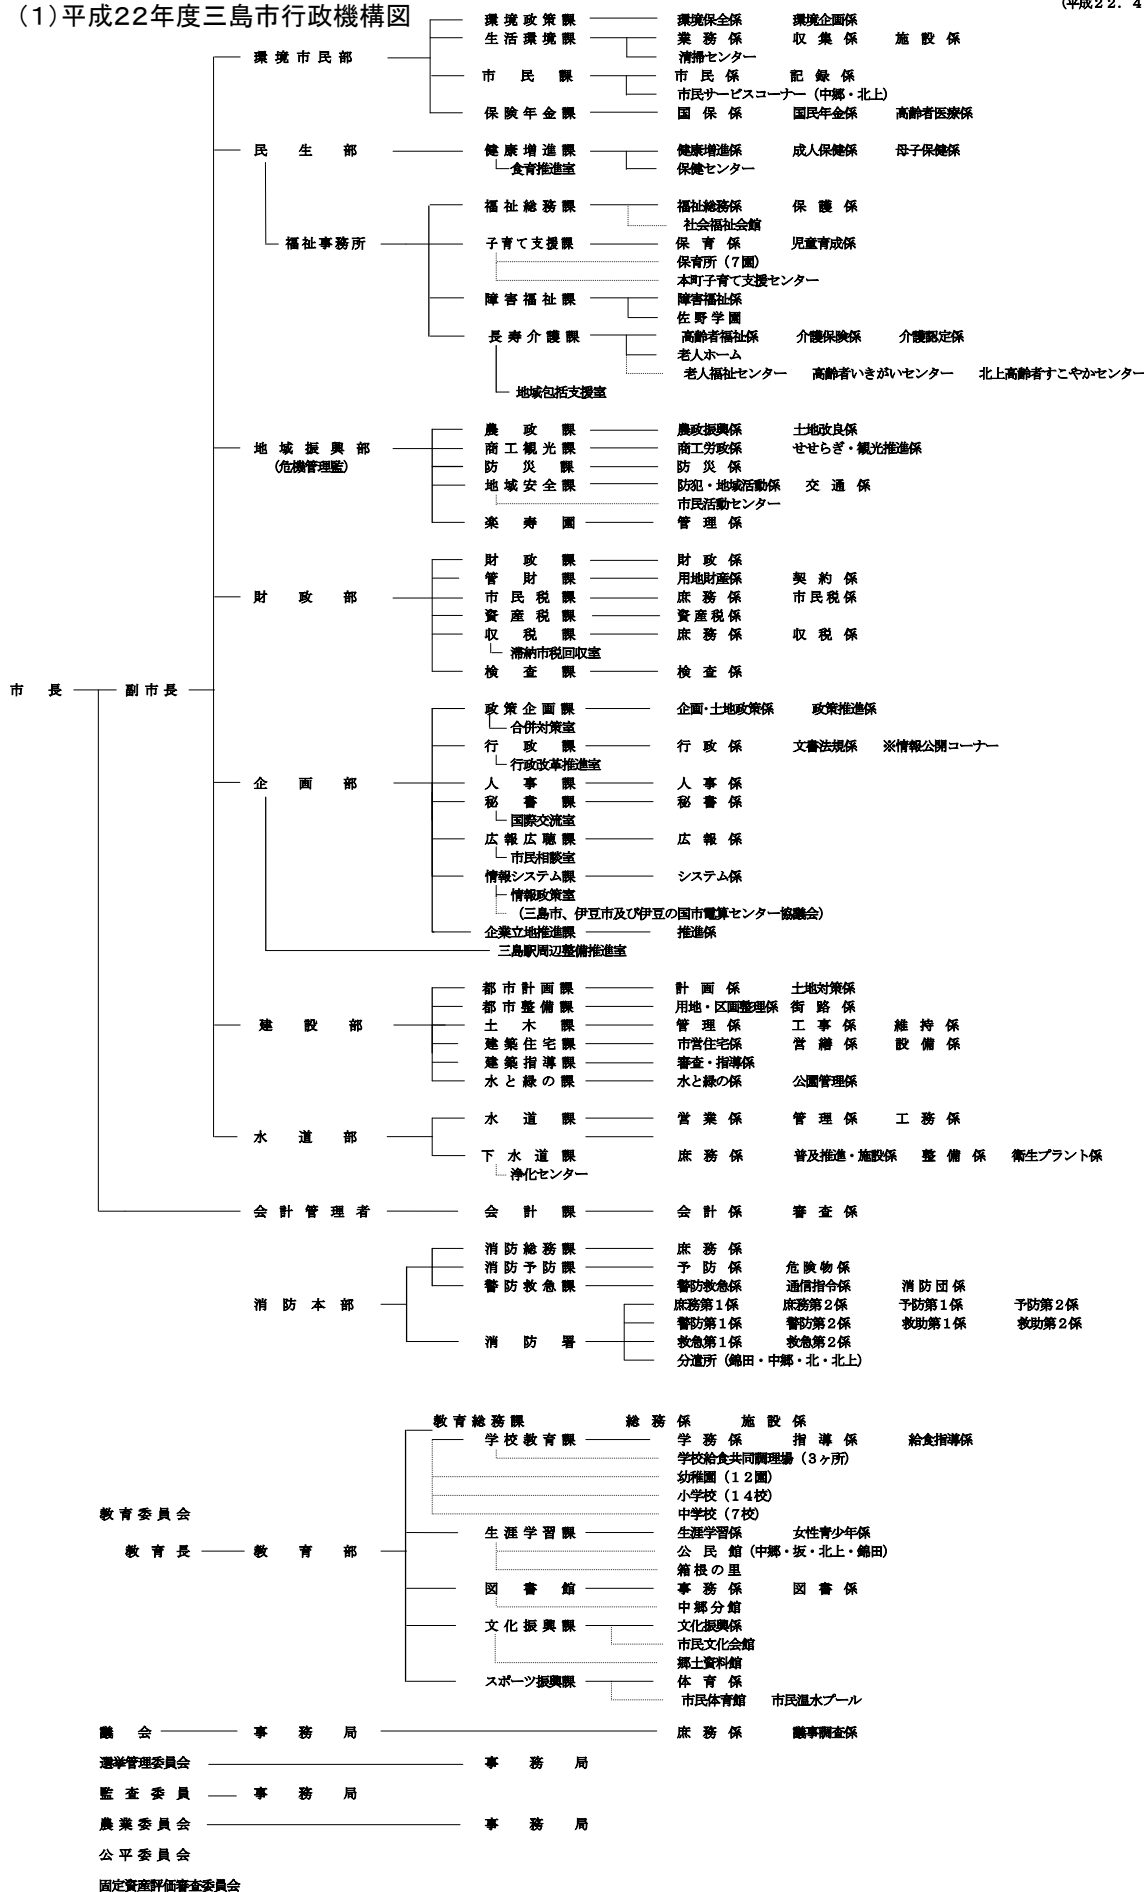 (1)平成22年度三島市行政機構図
(平成22.4
環境政策課 環境保全係 環境企画係
生活環境課 業務係 収集係 施設係
環境市民部 清掃センター
市民課 市民係 記録係
市民サービスコーナー(中郷・北上)
保険年金課 国保係 国民年金係 高齢者医療係
民生部 健康増進課 健康増進係 成人保健係 母子保健係
食育推進室 保健センター
福祉総務課 福祉総務係 保護係
社会福祉会館
福祉事務所 子育て支援課 保育係 児童育成係
保育所(7園)
本町子育て支援センター
障害福祉課 障害福祉係
佐野学園
長寿介護課 高齢者福祉係 介護保険係 介護認定係
老人ホーム
老人福祉センター 高齢者いきがいセンター 北上高齢者すこやかセンター
地域包括支援室
農政課 農政振興係 土地改良係
地域振興部 商工観光課 商工労政係 せせらぎ・観光推進係
(危機管理監) 防災課 防災係
地域安全課 防犯・地域活動係 交通係
市民活動センター
楽寿園 管理係
財政課 財政係
管財課 用地財産係 契約係
財政部 市民税課 庶務係 市民税係
資産税課 資産税係
収税課 庶務係 収税係
滞納市税回収室
検査課 検査係
市長 副市長
政策企画課 企画・土地政策係 政策推進係
合併対策室
行政課 行政係 文書法規係 ※情報公開コーナー
行政改革推進室
企画部 人事課 人事係
秘書課 秘書係
国際交流室
広報広聴課 広報係
市民相談室
情報システム課 システム係
情報政策室
(三島市、伊豆市及び伊豆の国市電算センター協議会)
企業立地推進課 推進係
三島駅周辺整備推進室
都市計画課 計画係 土地対策係
都市整備課 用地・区画整理係 街路係
建設部 土木課 管理係 工事係 維持係
建築住宅課 市営住宅係 営繕係 設備係
建築指導課 審査・指導係
水と緑の課 水と緑の係 公園管理係
水道課 営業係 管理係 工務係
水道部
下水道課 庶務係 普及推進・施設係 整備係 衛生プラント係
浄化センター
会計管理者 会計課 会計係 審査係
消防総務課 庶務係
消防予防課 予防係 危険物係
警防救急課 警防救急係 通信指令係 消防団係
消防本部 庶務第1係 庶務第2係 予防第1係 予防第2係
警防第1係 警防第2係 救助第1係 救助第2係
消防署 救急第1係 救急第2係
分遣所(錦田・中郷・北・北上)
教育総務課 総務係 施設係
学校教育課 学務係 指導係 給食指導係
学校給食共同調理場(3ヶ所)
幼稚園(12園)
小学校(14校)
教育委員会 中学校(7校)
生涯学習課 生涯学習係 女性青少年係
教育長 教育部 公民館(中郷・坂・北上・錦田)
箱根の里
図書館 事務係 図書係
中郷分館
文化振興課 文化振興係
市民文化会館
郷土資料館
スポーツ振興課 体育係
市民体育館 市民温水プール
議会 事務局 庶務係 議事調査係
選挙管理委員会 事務局
監査委員 事務局
農業委員会 事務局
公平委員会
固定資産評価審査委員会